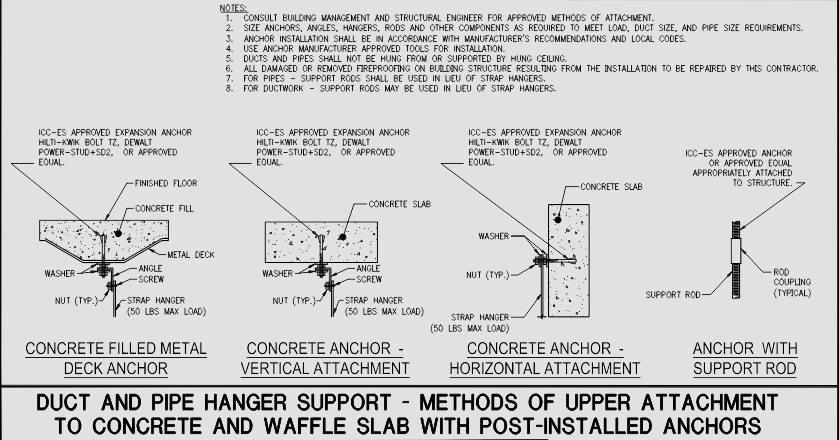 NOTES:
1. CONSULT BUILDING MANAGEMENT AND STRUCTURAL ENGINEER FOR APPROVED METHODS OF ATTACHMENT.
2. SIZE ANCHORS, ANGLES, HANGERS, RODS AND OTHER COMPONENTS AS REQUIRED TO MEET LOAD, DUCT SIZE, AND PIPE SIZE REQUIREMENTS.
3. ANCHOR INSTALLATION SHALL BE IN ACCORDANCE WITH MANUFACTURER'S RECOMMENDATIONS AND LOCAL CODES.
4. USE ANCHOR MANUFACTURER APPROVED TOOLS FOR INSTALLATION.
5. DUCTS AND PIPES SHALL NOT BE HUNG FROM OR SUPPORTED BY HUNG CEILING.
6. ALL DAMAGED OR REMOVED FIREPROOFING ON BUILDING STRUCTURE RESULTING FROM THE INSTALLATION TO BE REPAIRED BY THIS CONTRACTOR.
7. FOR PIPES - SUPPORT RODS SHALL BE USED IN LIEU OF STRAP HANGERS.
8. FOR DUCTWORK - SUPPORT RODS MAY BE USED IN LIEU OF STRAP HANGERS.
ICC-ES APPROVED EXPANSION ANCHOR
HILTI-KWIK BOLT TZ, DEWALT
POWER-STUD+SD2, OR APPROVED
EQUAL.
FINISHED FLOOR
CONCRETE FILL
METAL DECK
WASHER
ANGLE
SCREW
NUT (TYP.)
STRAP HANGER
(50 LBS MAX LOAD)
CONCRETE FILLED METAL
DECK ANCHOR
ICC-ES APPROVED EXPANSION ANCHOR
HILTI-KWIK BOLT TZ, DEWALT
POWER-STUD+SD2, OR APPROVED
EQUAL.
CONCRETE SLAB
WASHER
ANGLE
SCREW
NUT (TYP.)
STRAP HANGER
(50 LBS MAX LOAD)
CONCRETE ANCHOR -
VERTICAL ATTACHMENT
ICC-ES APPROVED EXPANSION ANCHOR
HILTI-KWIK BOLT TZ, DEWALT
POWER-STUD+SD2, OR APPROVED
EQUAL.
CONCRETE SLAB
WASHER
NUT (TYP.)
STRAP HANGER
(50 LBS MAX LOAD)
CONCRETE ANCHOR -
HORIZONTAL ATTACHMENT
ICC-ES APPROVED ANCHOR
OR APPROVED EQUAL
APPROPRIATELY ATTACHED
TO STRUCTURE.
ROD
COUPLING
(TYPICAL)
SUPPORT ROD
ANCHOR WITH
SUPPORT ROD
DUCT AND PIPE HANGER SUPPORT - METHODS OF UPPER ATTACHMENT
TO CONCRETE AND WAFFLE SLAB WITH POST-INSTALLED ANCHORS